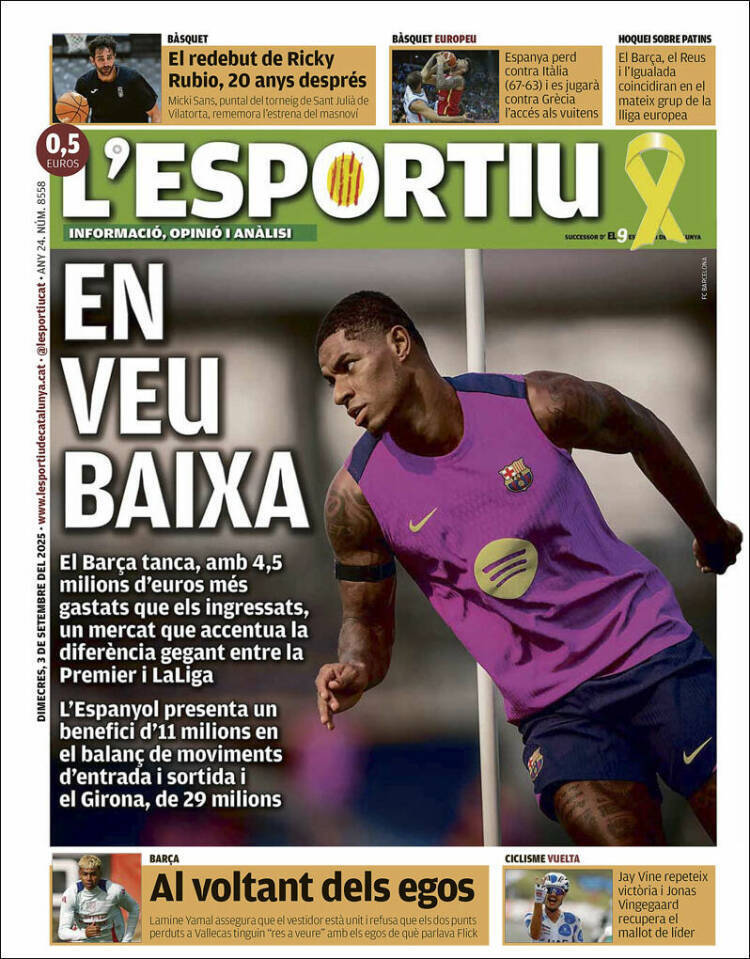 BÀSQUET
El redebut de Ricky
Rubio, 20 anys després
Micki Sans, puntal del torneig de Sant Julià de
Vilatorta, rememora l'estrena del masnoví
BÀSQUET EUROPEU
Espanya perd
contra Itàlia
(67-63) i es jugarà
contra Grècia
l'accés als vuitens
HOQUEI SOBRE PATINS
El Barça, el Reus
i l'Igualada
coincidiran en el
mateix grup de la
lliga europea
0,5
EUROS
L'ESPORTIU
INFORMACIÓ, OPINIÓ I ANÀLISI
SUCCESSOR D' EL 9
DIMECRES, 3 DE SETEMBRE DEL 2025 · www.lesportiudecatalunya.cat · @lesportiucat · ANY 24. NÚM. 8558
FC BARCELONA
EN
VEU
BAIXA
El Barça tanca, amb 4,5
milions d'euros més
gastats que els ingressats,
un mercat que accentua la
diferència gegant entre la
Premier i LaLiga
L'Espanyol presenta un
benefici d'11 milions en
el balanç de moviments
d'entrada i sortida i
el Girona, de 29 milions
BARÇA
Al voltant dels egos
Lamine Yamal assegura que el vestidor està unit i refusa que els dos punts
perduts a Vallecas tinguin "res a veure" amb els egos de què parlava Flick
CICLISME VUELTA
Jay Vine repeteix
victòria i Jonas
Vingegaard
recupera el
mallot de líder